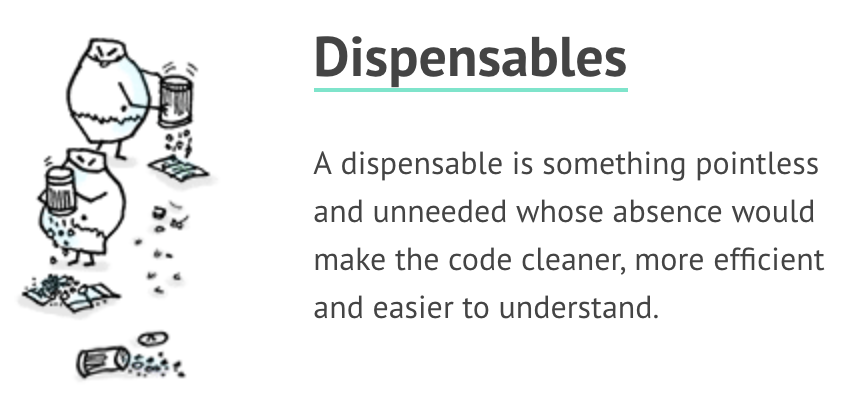 Dispensables
A dispensable is something pointless
and unneeded whose absence would
make the code cleaner, more efficient
and easier to understand.